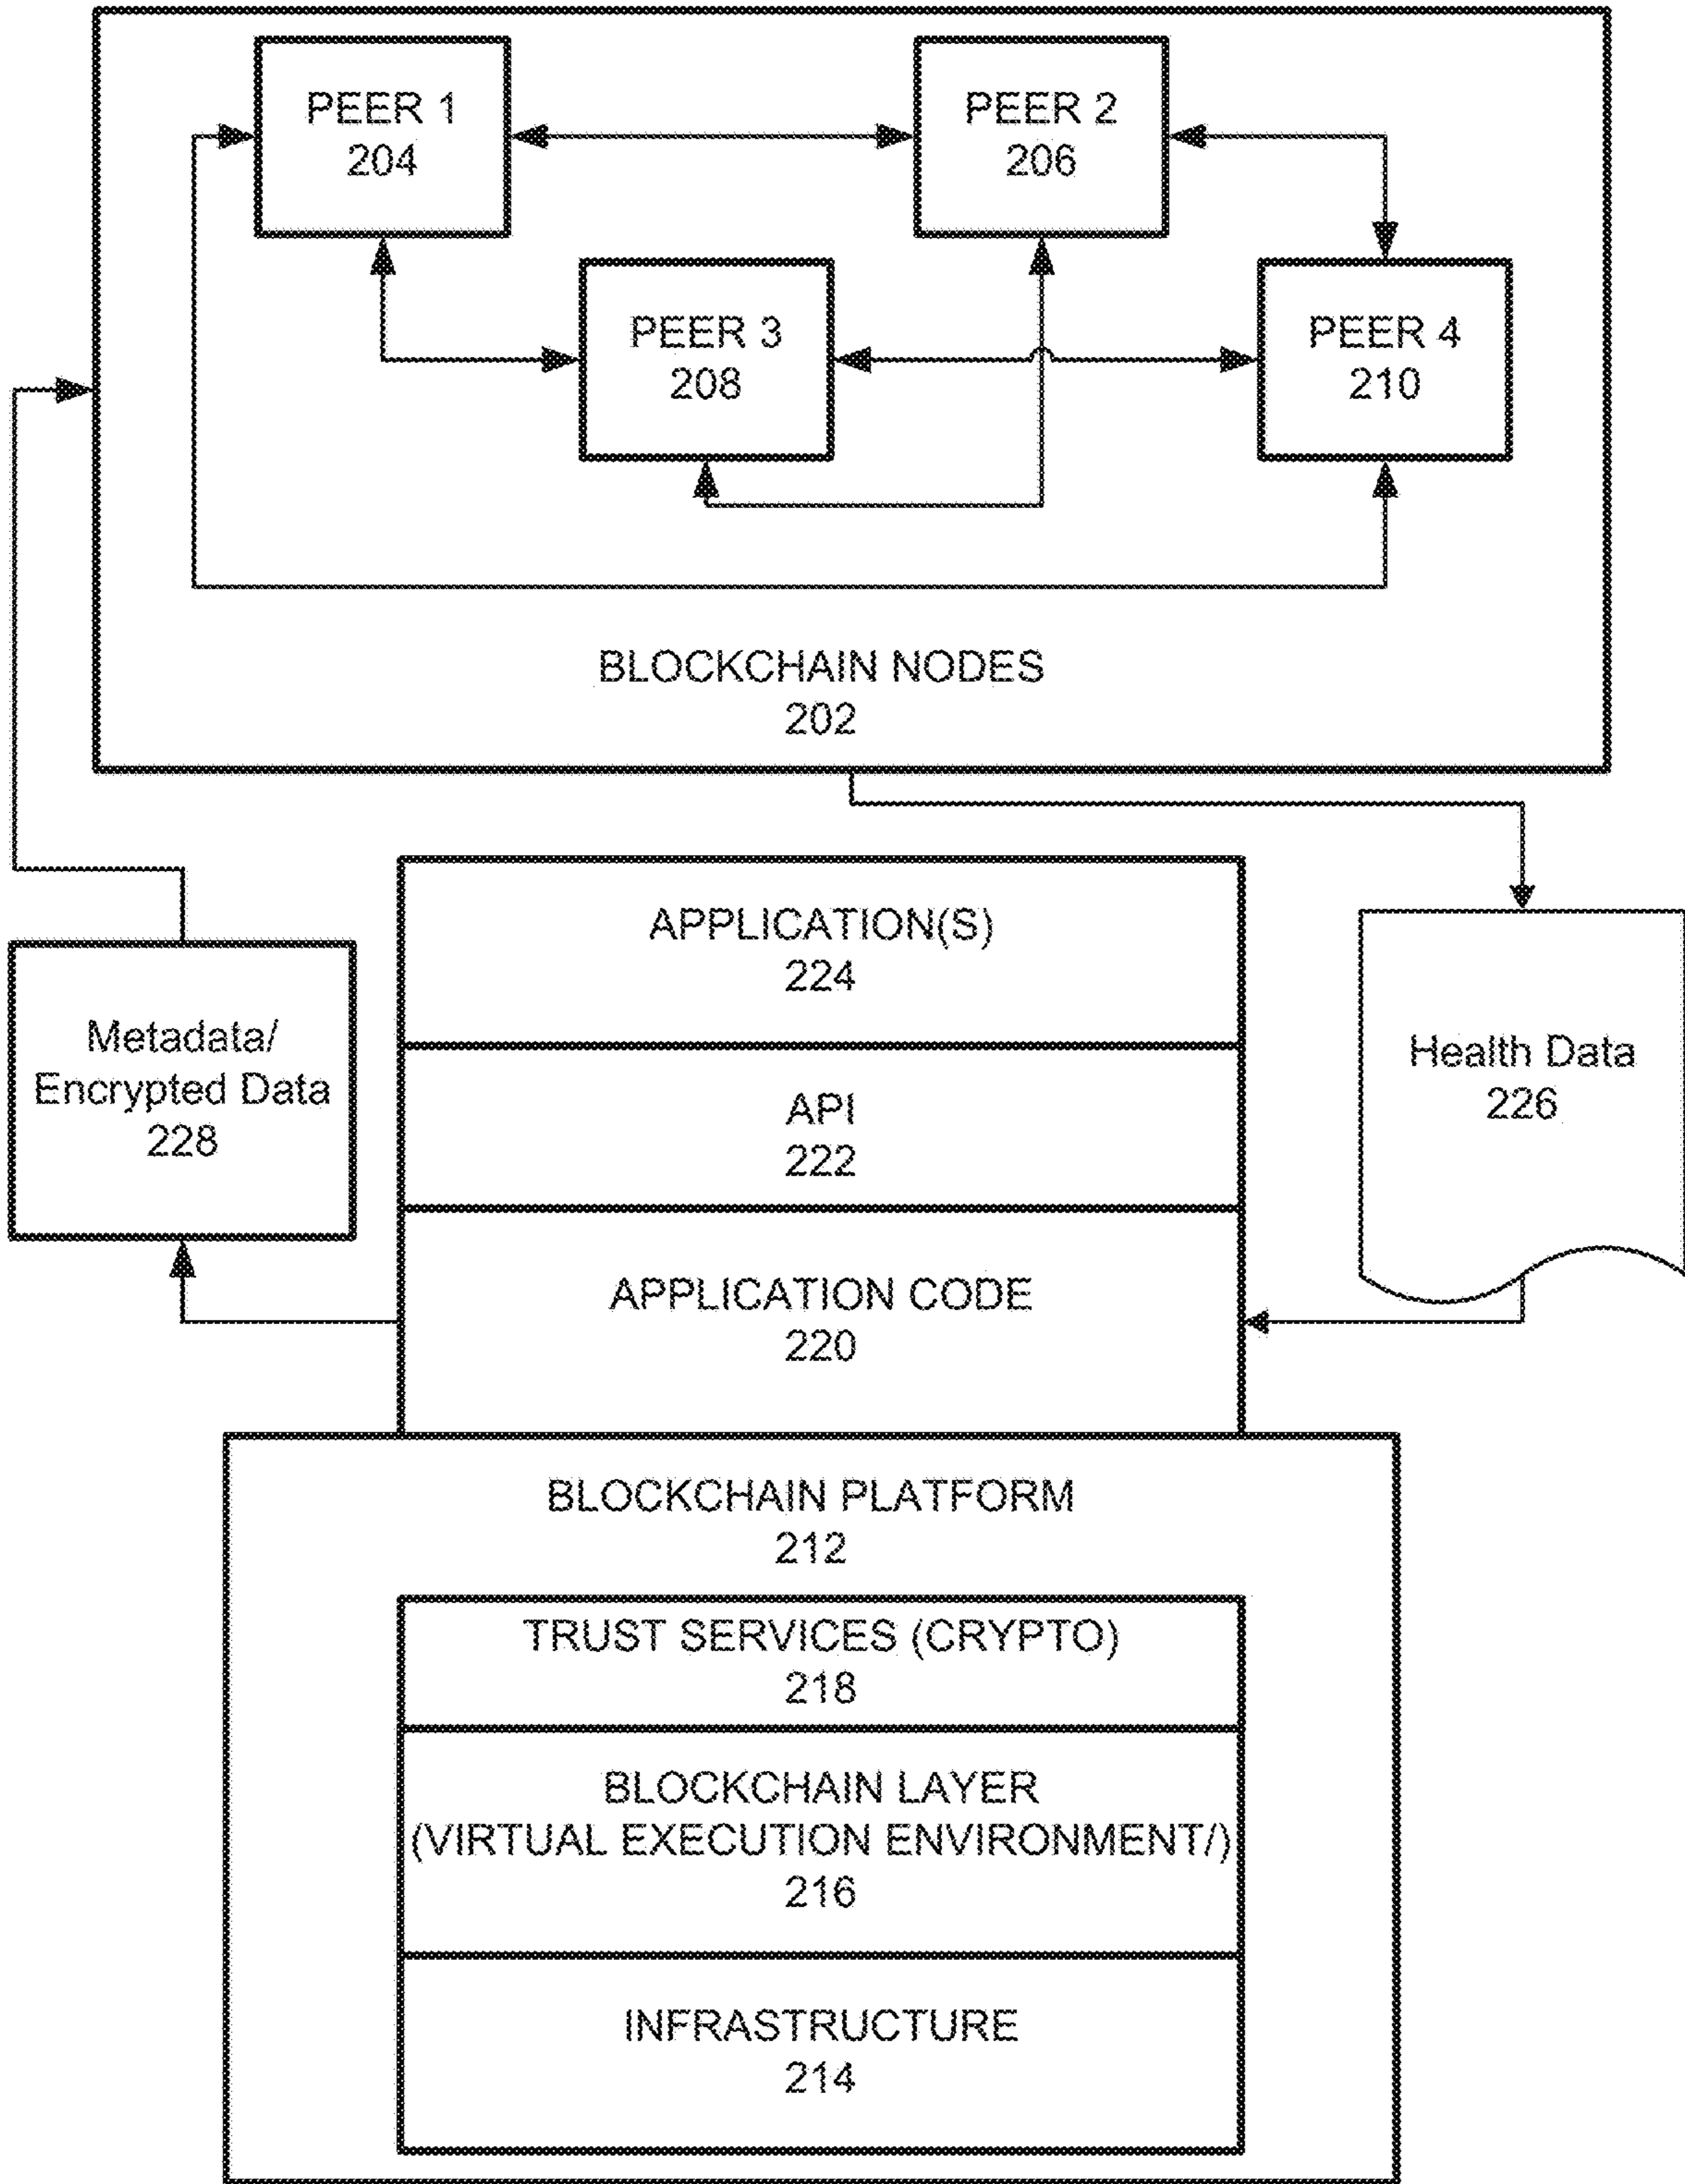 PEER 1
204
PEER 2
206
PEER 3
208
PEER 4
210
BLOCKCHAIN NODES
202
APPLICATION(S)
224
Metadata/
Encrypted Data
228
Health Data
226
API
222
APPLICATION CODE
220
BLOCKCHAIN PLATFORM
212
TRUST SERVICES (CRYPTO)
218
BLOCKCHAIN LAYER
(VIRTUAL EXECUTION ENVIRONMENT/)
216
INFRASTRUCTURE
214